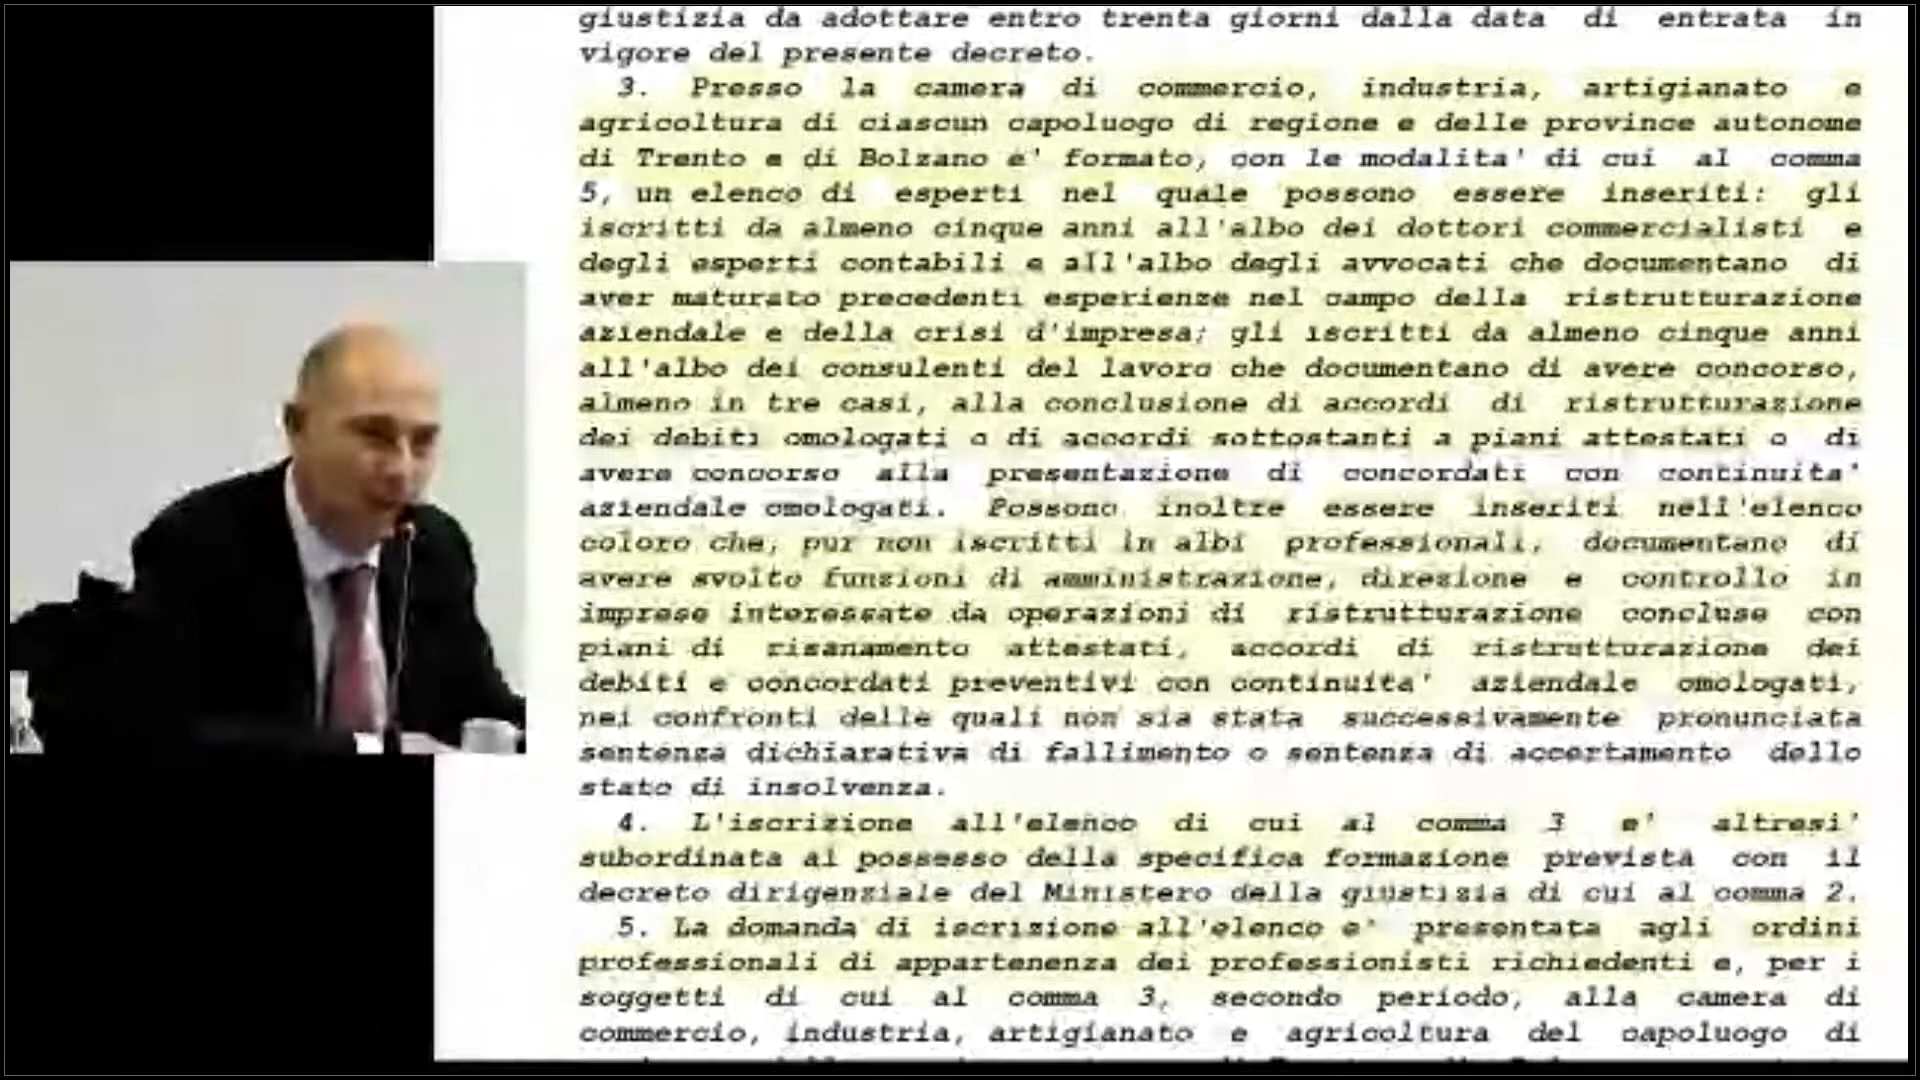 giustizia da adottare entro trenta giorni dalla data di entrata in
vigore del presente decreto.
3. Presso la camera di commercio, industria, artigianato e
agricoltura di ciascun capoluogo di regione e delle province autonome
di Trento e di Bolzano e' formato, con le modalita' di cui al comma
5, un elenco di esperti nel quale possono essere inseriti: gli
iscritti da almeno cinque anni all'albo dei dottori commercialisti e
degli esperti contabili e all'albo degli avvocati che documentano di
aver maturato precedenti esperienze nel campo della ristrutturazione
aziendale e della crisi d'impresa; gli iscritti da almeno cinque anni
all'albo dei consulenti del lavoro che documentano di avere concorso,
almeno in tre casi, alla conclusione di accordi di ristrutturazione
dei debiti omologati o di accordi sottostanti a piani attestati o di
avere concorso alla presentazione di concordati con continuita'
aziendale omologati. Possono inoltre essere inseriti nell'elenco
coloro che, pur non iscritti in albi professionali, documentano di
avere svolto funzioni di amministrazione, direzione e controllo in
imprese interessate da operazioni di ristrutturazione concluse con
piani di risanamento attestati, accordi di ristrutturazione dei
debiti e concordati preventivi con continuita' aziendale omologati,
nei confronti delle quali non sia stata successivamente pronunciata
sentenza dichiarativa di fallimento o sentenza di accertamento dello
stato di insolvenza.
4. L'iscrizione all'elenco di cui al comma 3 e' altresi'
subordinata al possesso della specifica formazione prevista con il
decreto dirigenziale del Ministero della giustizia di cui al comma 2.
5. La domanda di iscrizione all'elenco e' presentata agli ordini
professionali di appartenenza dei professionisti richiedenti e, per i
soggetti di cui al comma 3, secondo periodo, alla camera di
commercio, industria, artigianato e agricoltura del capoluogo di